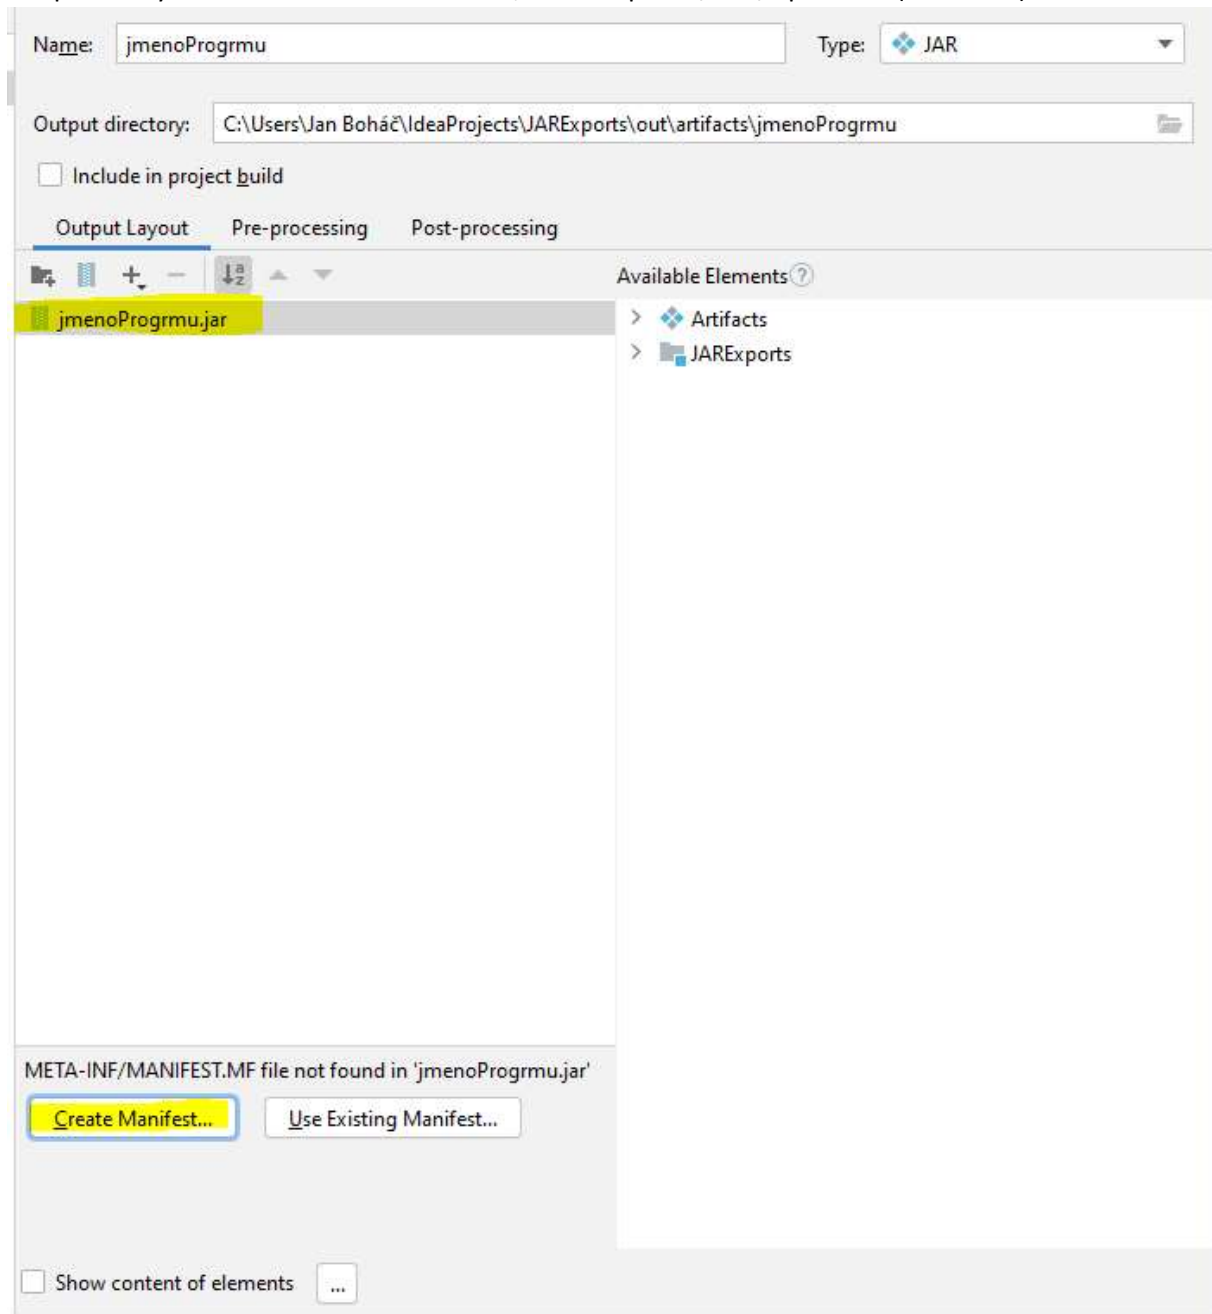 Name: jmenoProgrmu Type: JAR
Output directory: C:\Users\Jan Boháč\IdeaProjects\JARExports\out\artifacts\jmenoProgrmu
Include in project build
Output Layout Pre-processing Post-processing
Available Elements
jmenoProgrmu.jar
Artifacts
JARExports
META-INF/MANIFEST.MF file not found in 'jmenoProgrmu.jar'
Create Manifest... Use Existing Manifest...
Show content of elements ...